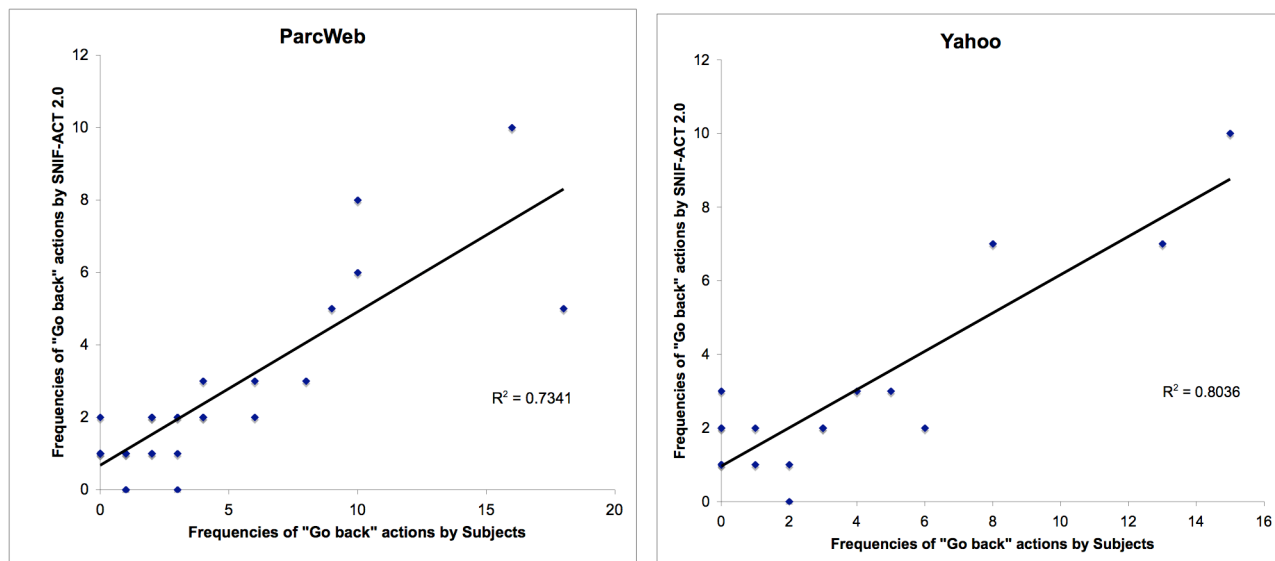 ParcWeb
12
10
8
6
4
2
0
Frequencies of "Go back" actions by SNIF-ACT 2.0
R² = 0.7341
0 5 10 15 20
Frequencies of "Go back" actions by Subjects
Yahoo
12
10
8
6
4
2
0
Frequencies of "Go back" actions by SNIF-ACT 2.0
R² = 0.8036
0 2 4 6 8 10 12 14 16
Frequencies of "Go back" actions by Subjects